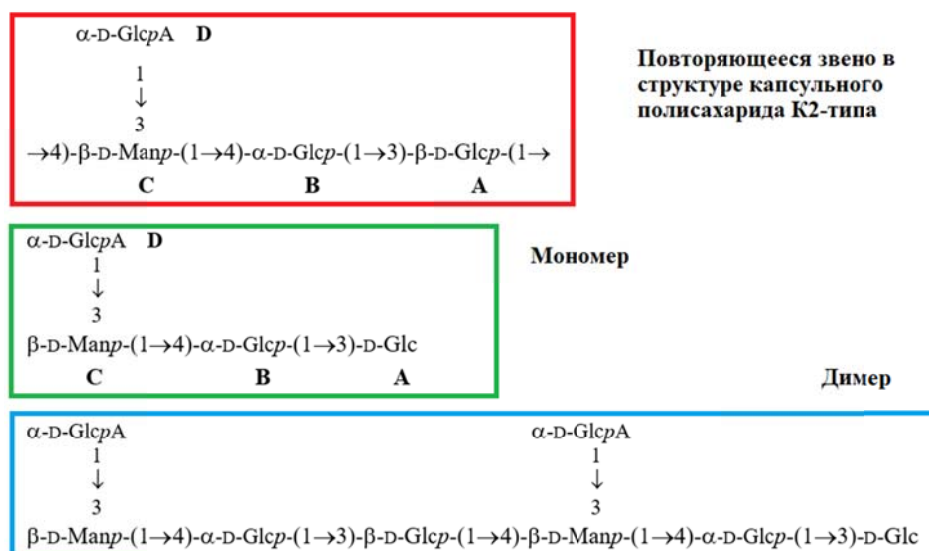 α-D-GlcpA D
1
↓
3
→4)-β-D-Manp-(1→4)-α-D-Glcp-(1→3)-β-D-Glcp-(1→
C B A
Повторяющееся звено в
структуре капсульного
полисахарида К2-типа
α-D-GlcpA D
1
↓
3
β-D-Manp-(1→4)-α-D-Glcp-(1→3)-D-Glc
C B A
Мономер
Димер
α-D-GlcpA α-D-GlcpA
1 1
↓ ↓
3 3
β-D-Manp-(1→4)-α-D-Glcp-(1→3)-β-D-Glcp-(1→4)-β-D-Manp-(1→4)-α-D-Glcp-(1→3)-D-Glc